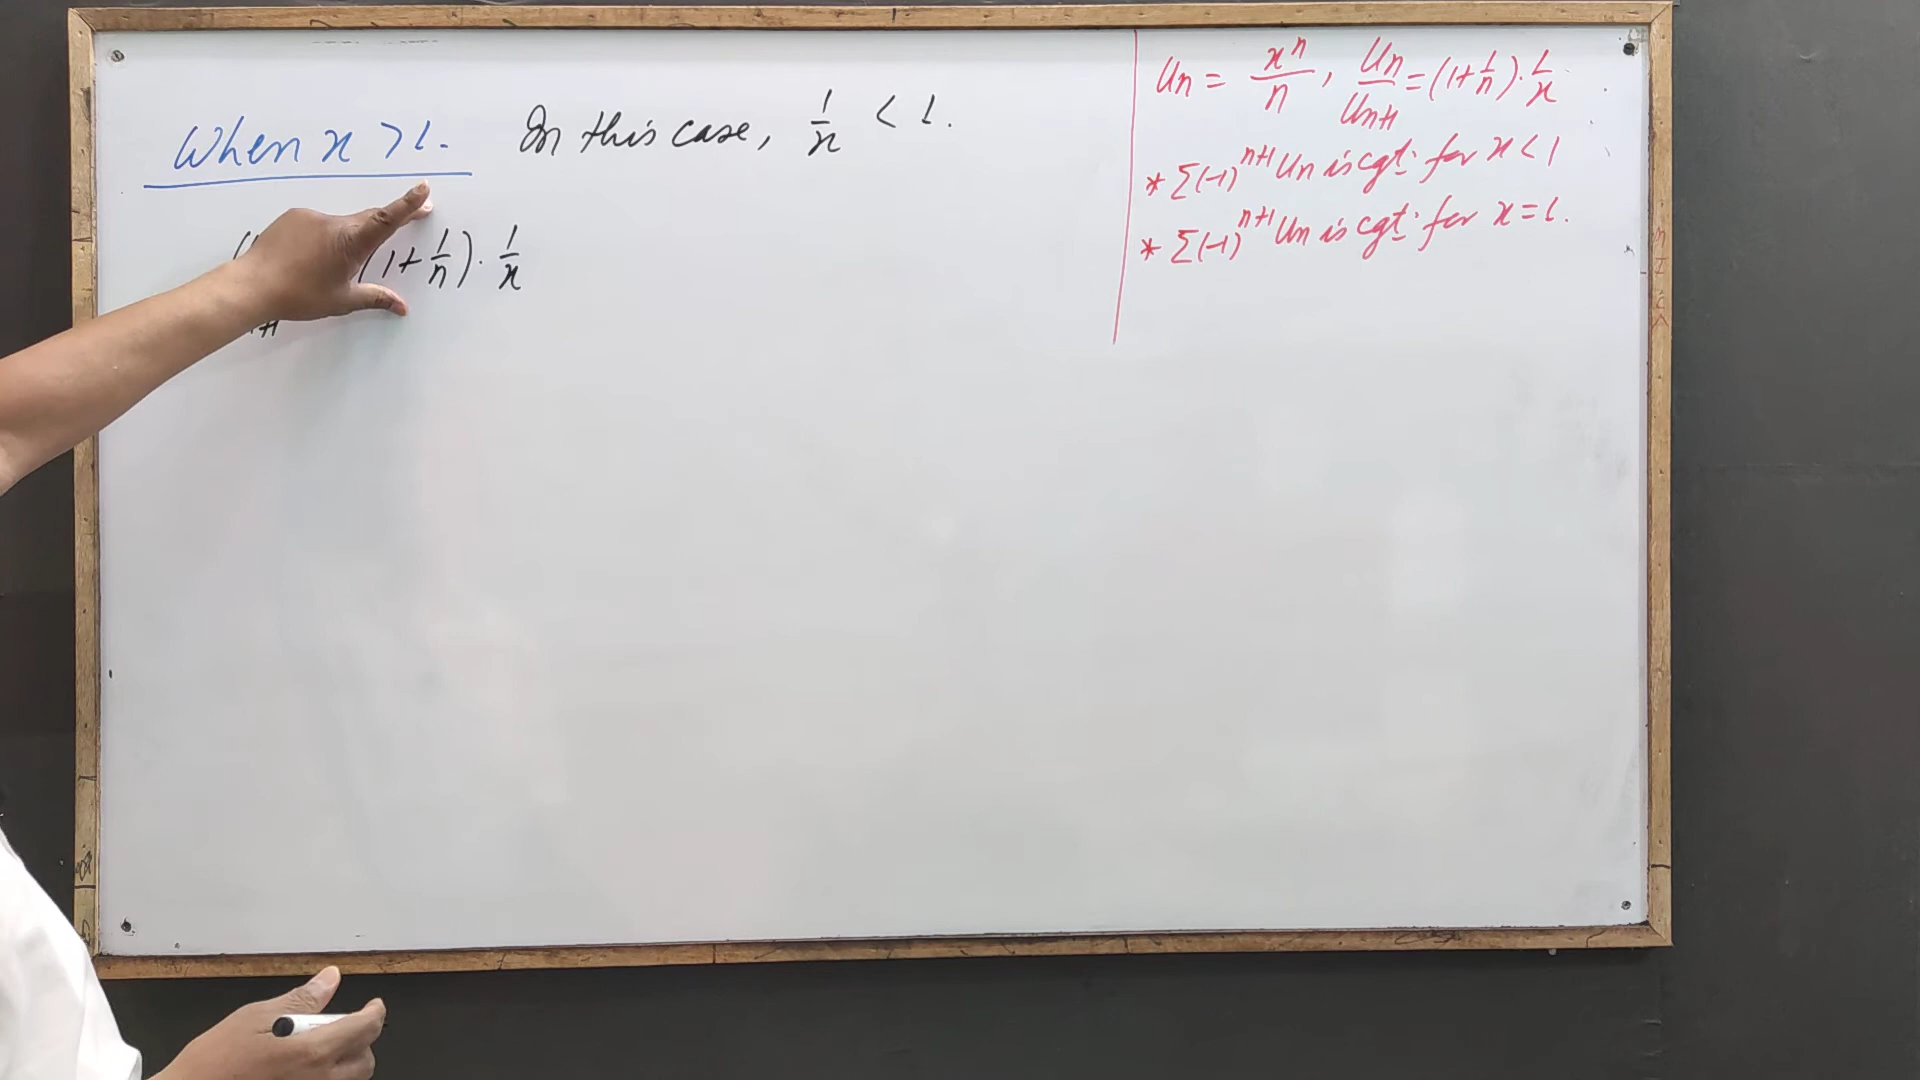 When x > 1. In this case, 1/x < 1.
(1+1/n) · 1/x
Un = x^n/n, Un/Un+1 = (1+1/n) · 1/x
* Σ(-1)^n+1 Un is cgt. for x < 1
* Σ(-1)^n+1 Un is cgt. for x = 1.